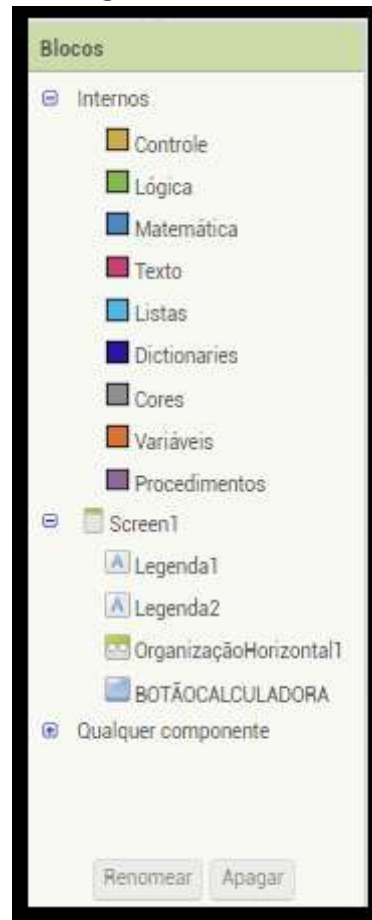 Blocos
Internos
Controle
Lógica
Matemática
Texto
Listas
Dictionaries
Cores
Variáveis
Procedimentos
Screen1
A Legenda1
A Legenda2
OrganizaçãoHorizontal1
BOTÃOCALCULADORA
Qualquer componente
Renomear Apagar